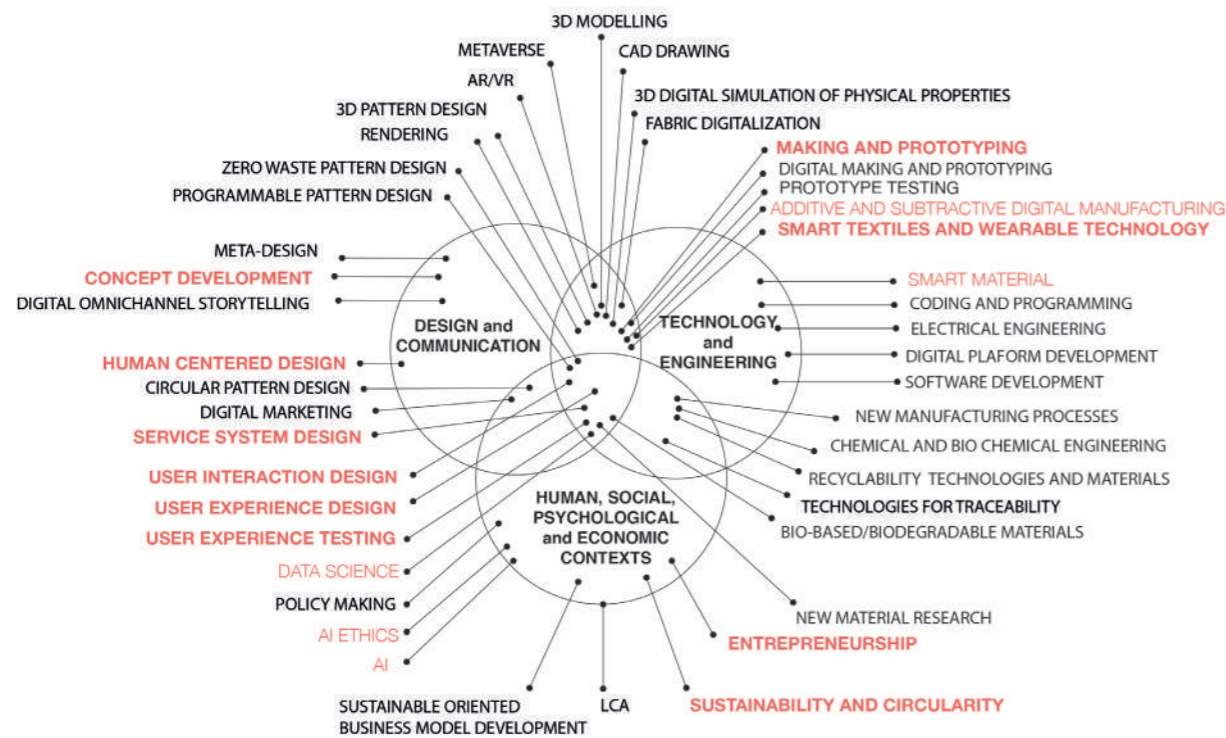 3D MODELLING
METAVERSE
CAD DRAWING
AR/VR
3D DIGITAL SIMULATION OF PHYSICAL PROPERTIES
3D PATTERN DESIGN
FABRIC DIGITALIZATION
RENDERING
MAKING AND PROTOTYPING
ZERO WASTE PATTERN DESIGN
DIGITAL MAKING AND PROTOTYPING
PROTOTYPE TESTING
PROGRAMMABLE PATTERN DESIGN
ADDITIVE AND SUBTRACTIVE DIGITAL MANUFACTURING
SMART TEXTILES AND WEARABLE TECHNOLOGY
META-DESIGN
CONCEPT DEVELOPMENT
SMART MATERIAL
DIGITAL OMNICHANNEL STORYTELLING
CODING AND PROGRAMMING
DESIGN and
COMMUNICATION
TECHNOLOGY
and
ENGINEERING
ELECTRICAL ENGINEERING
DIGITAL PLAFORM DEVELOPMENT
HUMAN CENTERED DESIGN
SOFTWARE DEVELOPMENT
CIRCULAR PATTERN DESIGN
DIGITAL MARKETING
NEW MANUFACTURING PROCESSES
SERVICE SYSTEM DESIGN
CHEMICAL AND BIO CHEMICAL ENGINEERING
USER INTERACTION DESIGN
RECYCLABILITY TECHNOLOGIES AND MATERIALS
HUMAN, SOCIAL,
PSYCHOLOGICAL
and ECONOMIC
CONTEXTS
USER EXPERIENCE DESIGN
TECHNOLOGIES FOR TRACEABILITY
BIO-BASED/BIODEGRADABLE MATERIALS
USER EXPERIENCE TESTING
DATA SCIENCE
POLICY MAKING
NEW MATERIAL RESEARCH
AI ETHICS
ENTREPRENEURSHIP
AI
SUSTAINABLE ORIENTED
BUSINESS MODEL DEVELOPMENT
LCA
SUSTAINABILITY AND CIRCULARITY